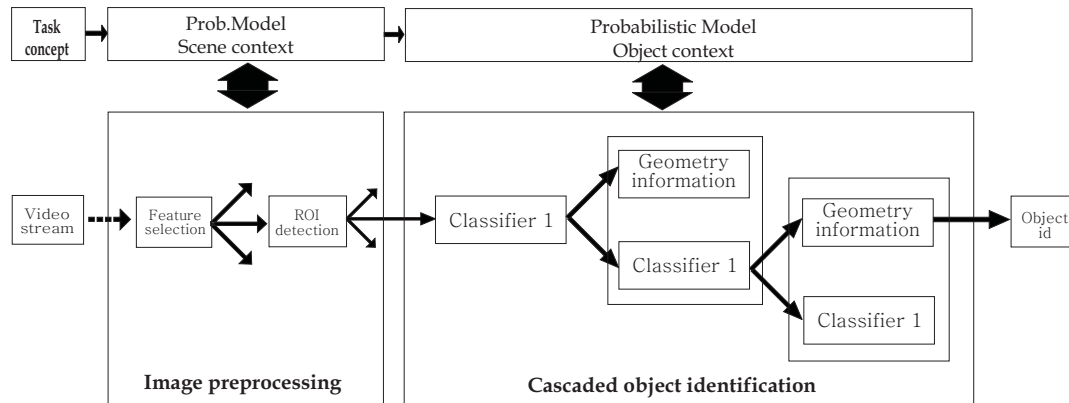 Task
concept
Prob.Model
Scene context
Probabilistic Model
Object context
Video
stream
Feature
selection
ROI
detection
Classifier 1
Geometry
information
Classifier 1
Geometry
information
Classifier 1
Object
id
Image preprocessing
Cascaded object identification